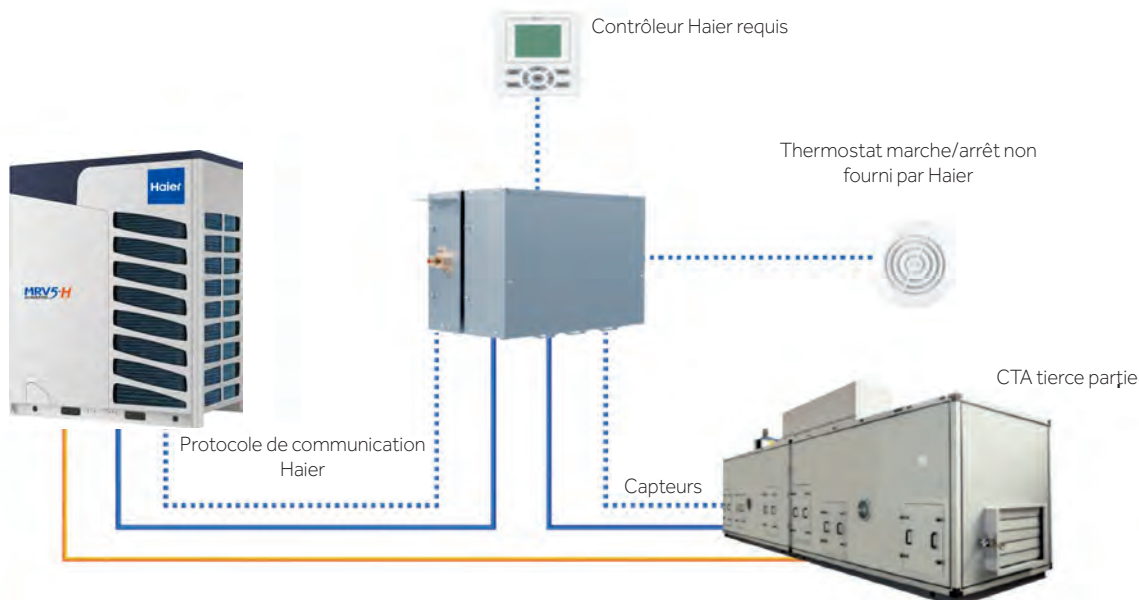 Contrôleur Haier requis
Thermostat marche/arrêt non
fourni par Haier
Haier
MRV5-H
CTA tierce partie
Protocole de communication
Haier
Capteurs